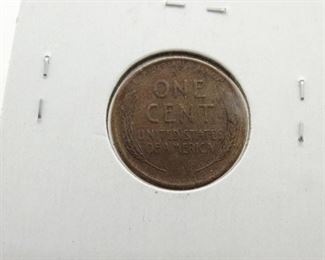 ONE
CENT
UNITED STATES
OF AMERICA